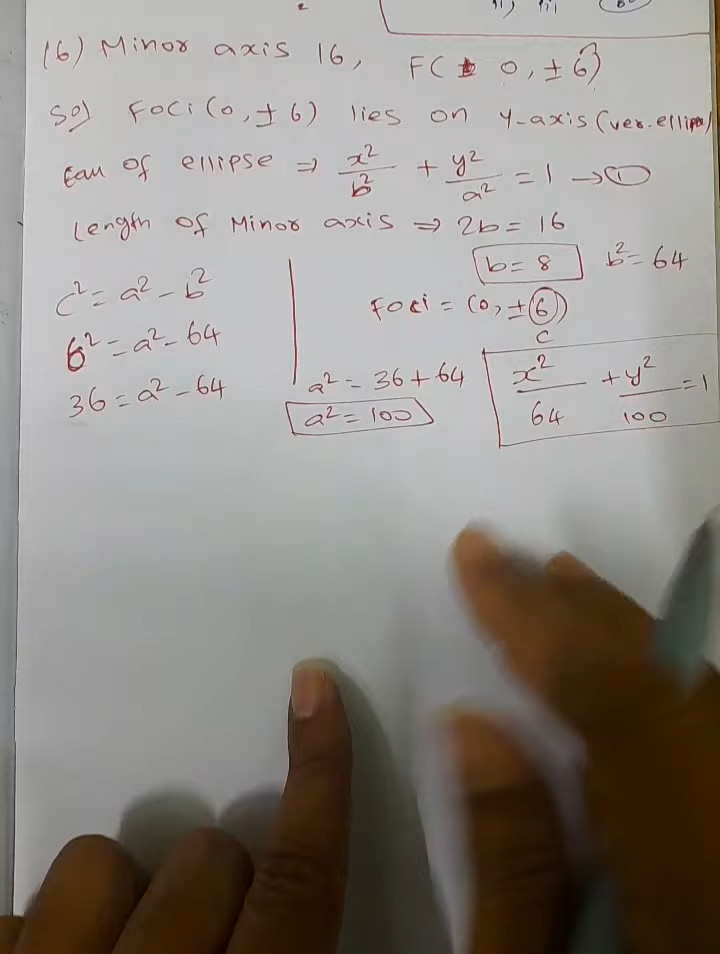 (16) Minor axis 16, F( 0, ±6)
Sol Foci (0, ±6) lies on Y-axis (ver. ellipse)
Eqn of ellipse ⇒ x²/b² + y²/a² = 1 → ①
Length of Minor axis ⇒ 2b = 16
b = 8 b² = 64
c² = a² - b²
Foci = (0, ±6)
c
6² = a² - 64
36 = a² - 64
a² = 36 + 64
a² = 100
x²/64 + y²/100 = 1